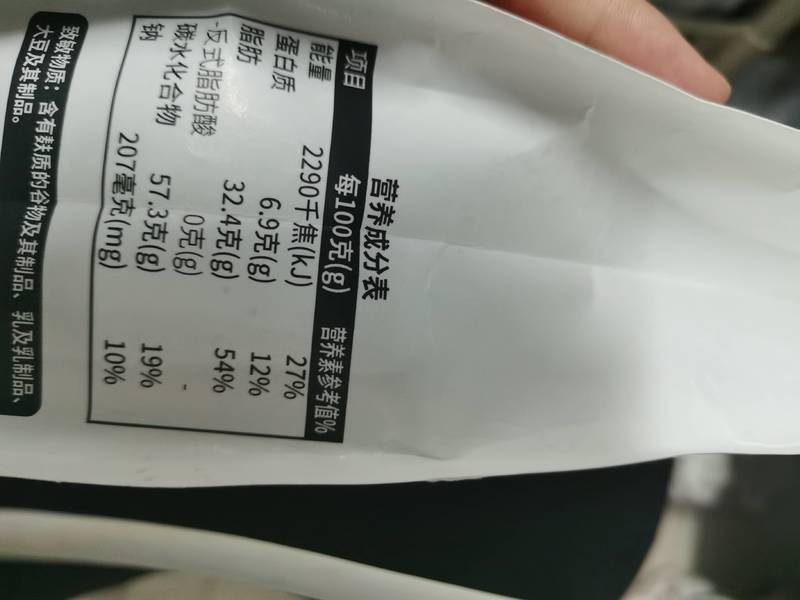 营养成分表
项目 每100克(g) 营养素参考值%
能量 2290千焦(kJ) 27%
蛋白质 6.9克(g) 12%
脂肪 32.4克(g) 54%
-反式脂肪酸 0克(g) -
碳水化合物 57.3克(g) 19%
钠 207毫克(mg) 10%
致敏物质：含有麸质的谷物及其制品、乳及乳制品、
大豆及其制品。